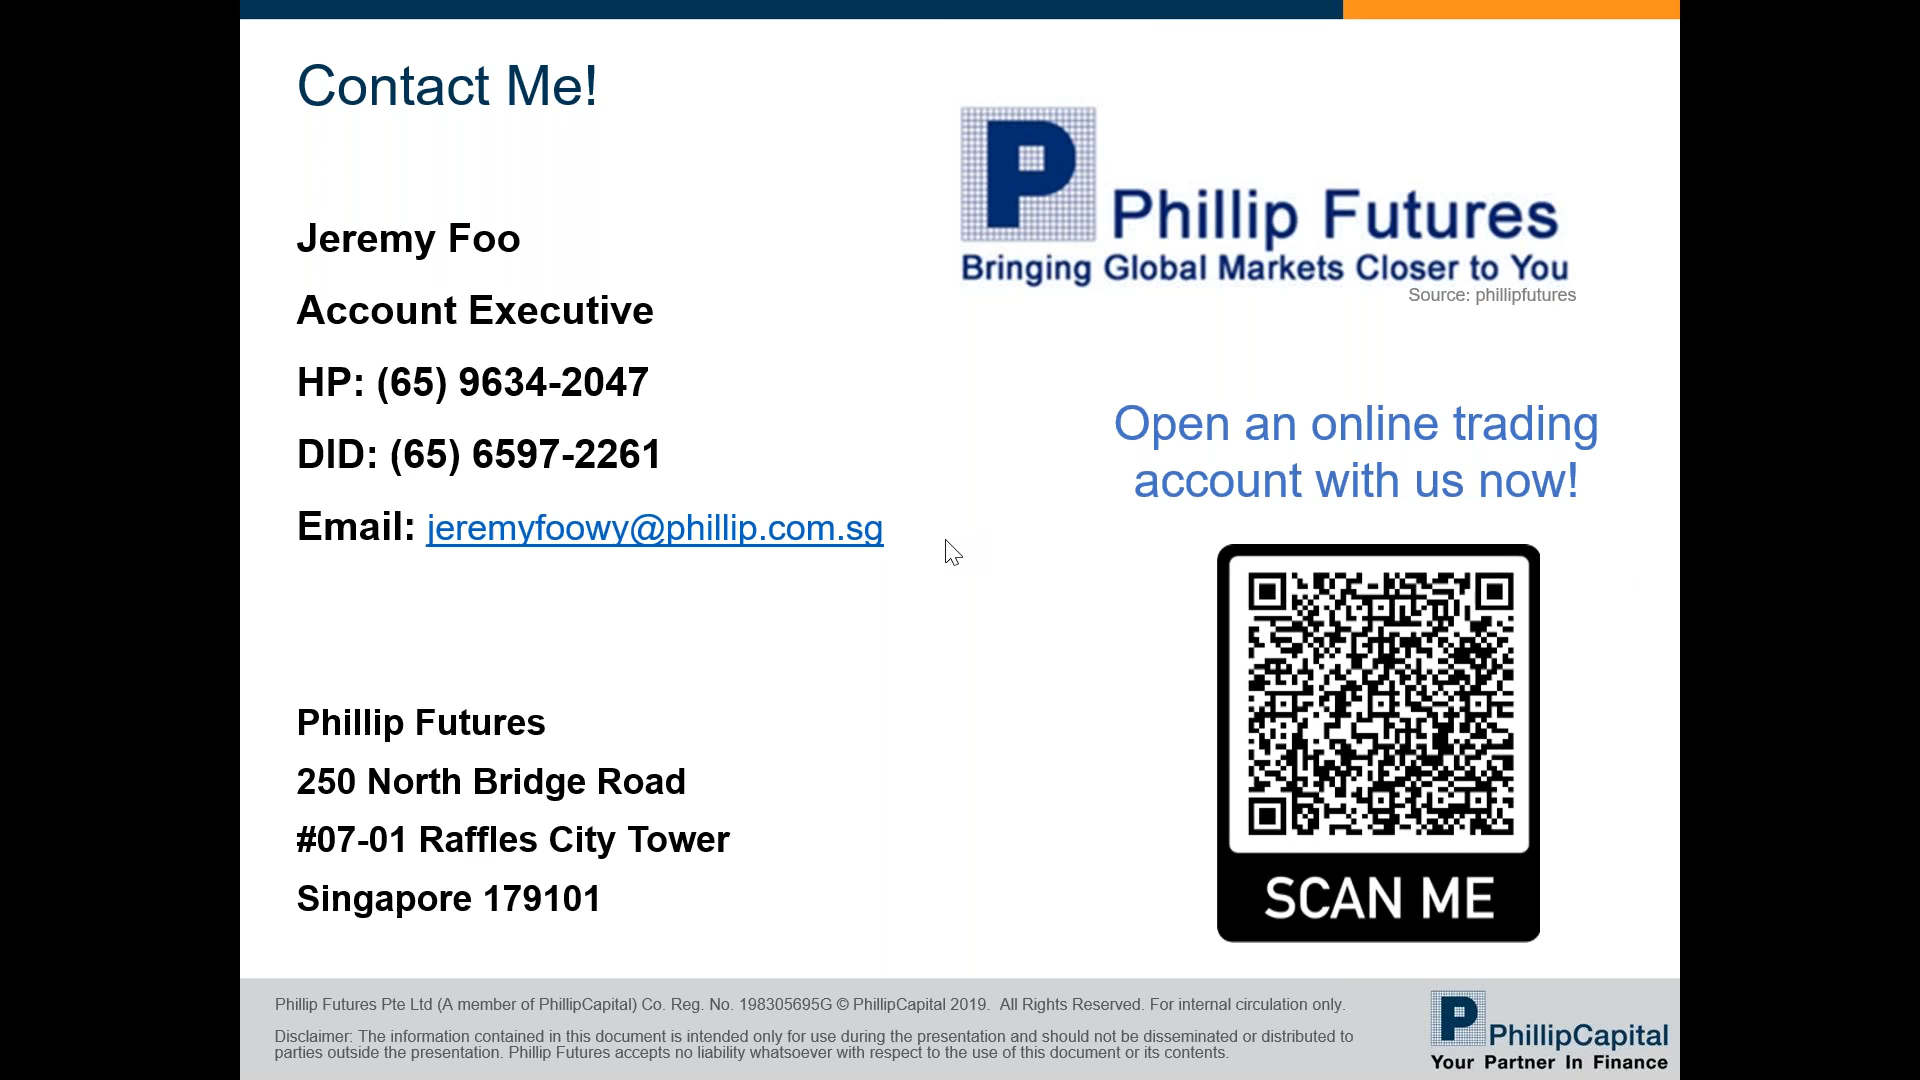 Contact Me!
Jeremy Foo
Account Executive
HP: (65) 9634-2047
DID: (65) 6597-2261
Email: jeremyfoowy@phillip.com.sg
Phillip Futures
250 North Bridge Road
#07-01 Raffles City Tower
Singapore 179101
P Phillip Futures
Bringing Global Markets Closer to You
Source: phillipfutures
Open an online trading
account with us now!
SCAN ME
Phillip Futures Pte Ltd (A member of PhillipCapital) Co. Reg. No. 198305695G © PhillipCapital 2019. All Rights Reserved. For internal circulation only.
Disclaimer: The information contained in this document is intended only for use during the presentation and should not be disseminated or distributed to
parties outside the presentation. Phillip Futures accepts no liability whatsoever with respect to the use of this document or its contents.
P PhillipCapital
Your Partner In Finance